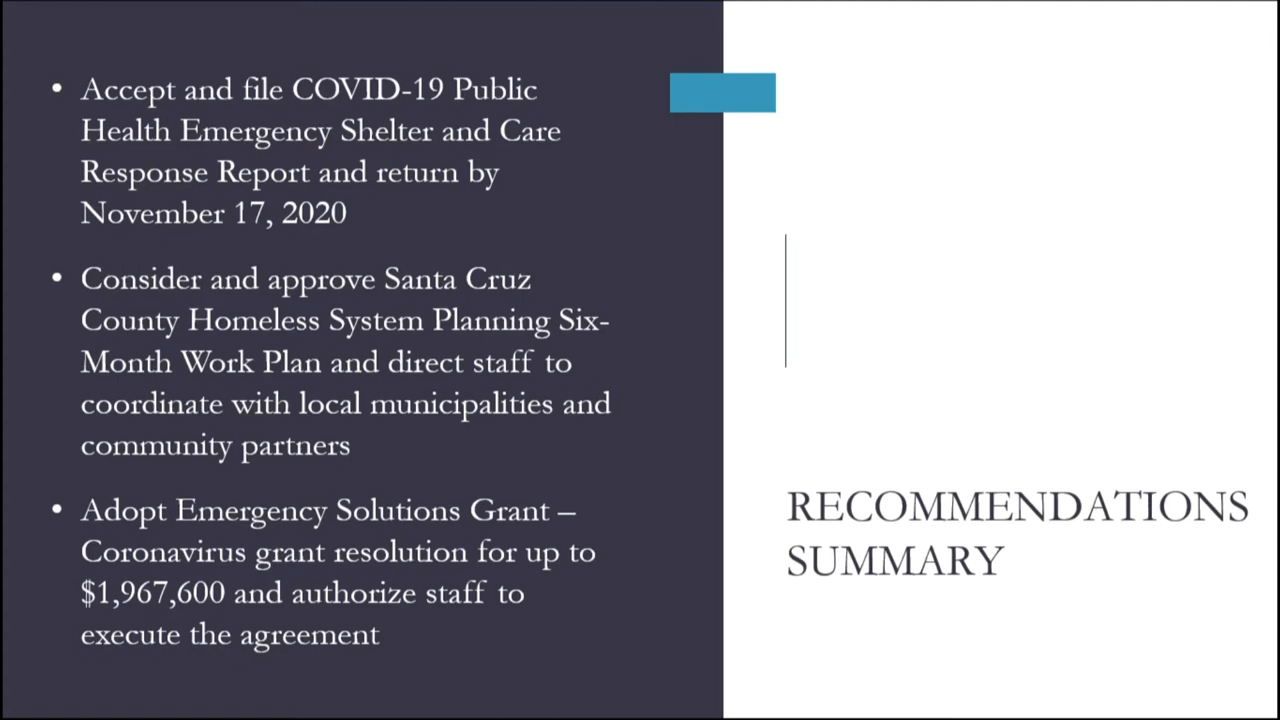 • Accept and file COVID-19 Public
Health Emergency Shelter and Care
Response Report and return by
November 17, 2020
• Consider and approve Santa Cruz
County Homeless System Planning Six-
Month Work Plan and direct staff to
coordinate with local municipalities and
community partners
• Adopt Emergency Solutions Grant –
Coronavirus grant resolution for up to
$1,967,600 and authorize staff to
execute the agreement
RECOMMENDATIONS
SUMMARY